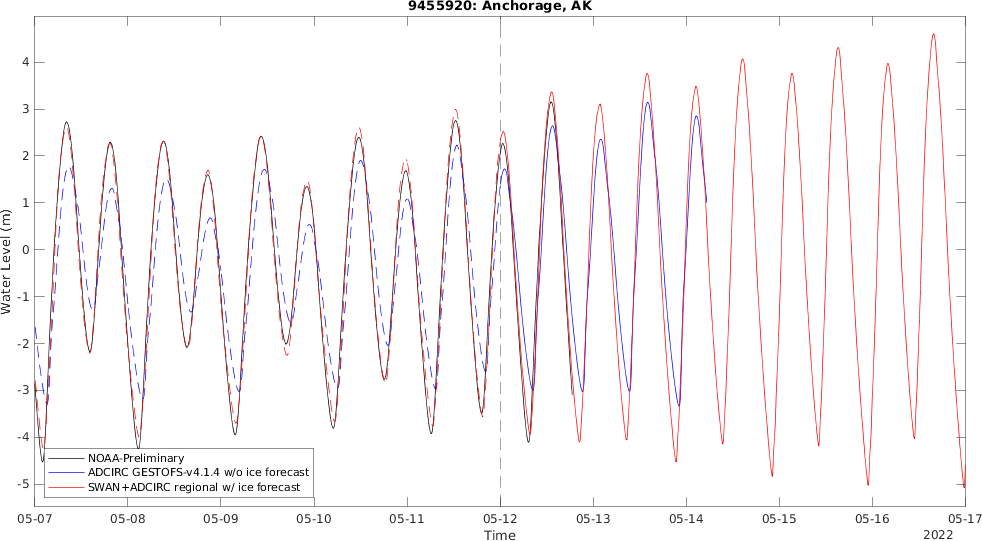 9455920: Anchorage, AK
Water Level (m)
4
3
2
1
0
-1
-2
-3
-4
-5
NOAA-Preliminary
ADCIRC GESTOFS-v4.1.4 w/o ice forecast
SWAN+ADCIRC regional w/ ice forecast
05-07 05-08 05-09 05-10 05-11 05-12 05-13 05-14 05-15 05-16 05-17
Time
2022